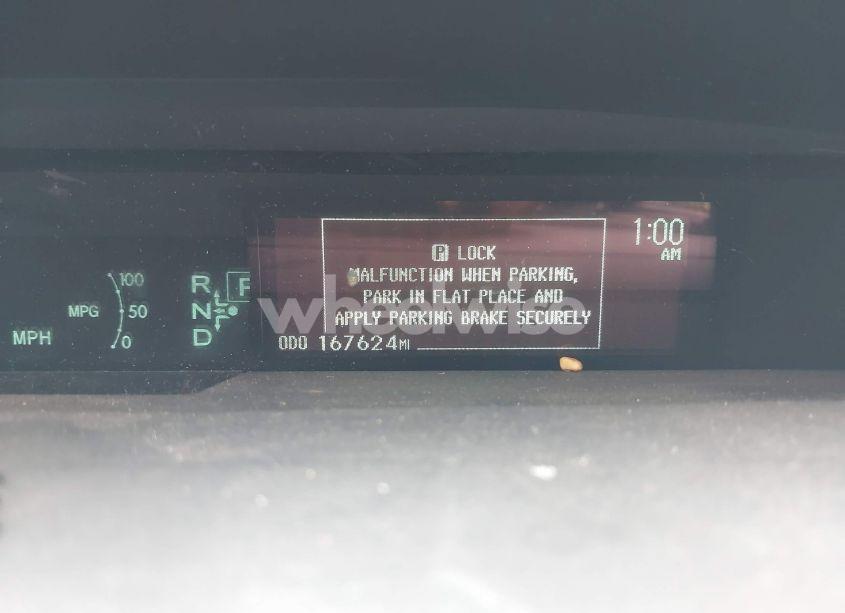 1:00
AM
P LOCK
MALFUNCTION WHEN PARKING,
PARK IN FLAT PLACE AND
APPLY PARKING BRAKE SECURELY
ODO 167624MI
100
MPG 50
0
MPH
R
N
D
P
wheelwise